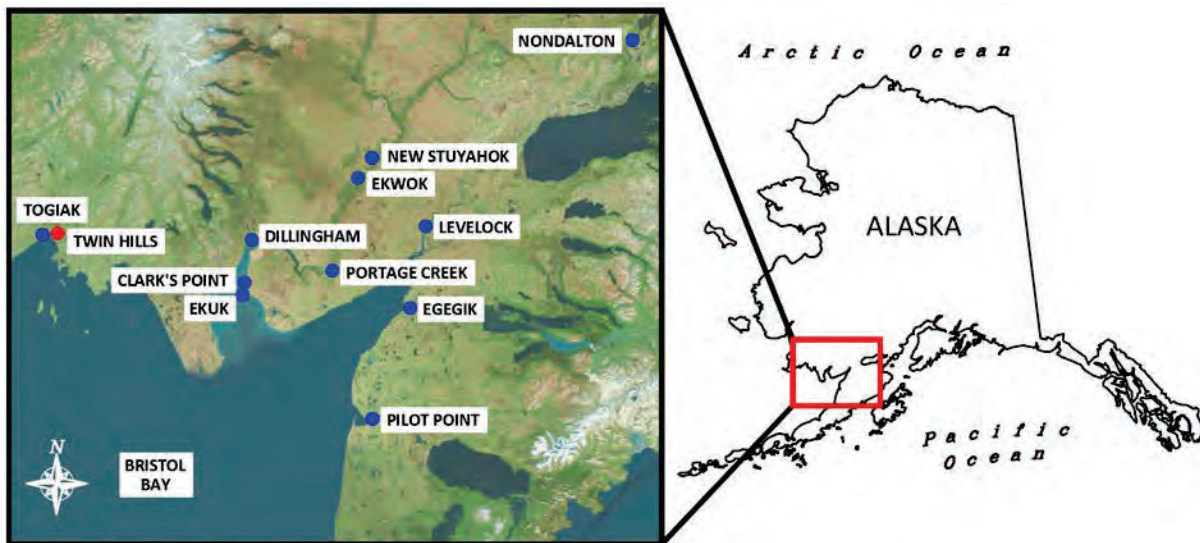 NONDALTON
NEW STUYAHOK
EKWOK
TOGIAK
TWIN HILLS
DILLINGHAM
LEVELOCK
CLARK'S POINT
PORTAGE CREEK
EKUK
EGEGIK
PILOT POINT
N
BRISTOL
BAY
Arctic Ocean
ALASKA
Pacific
Ocean